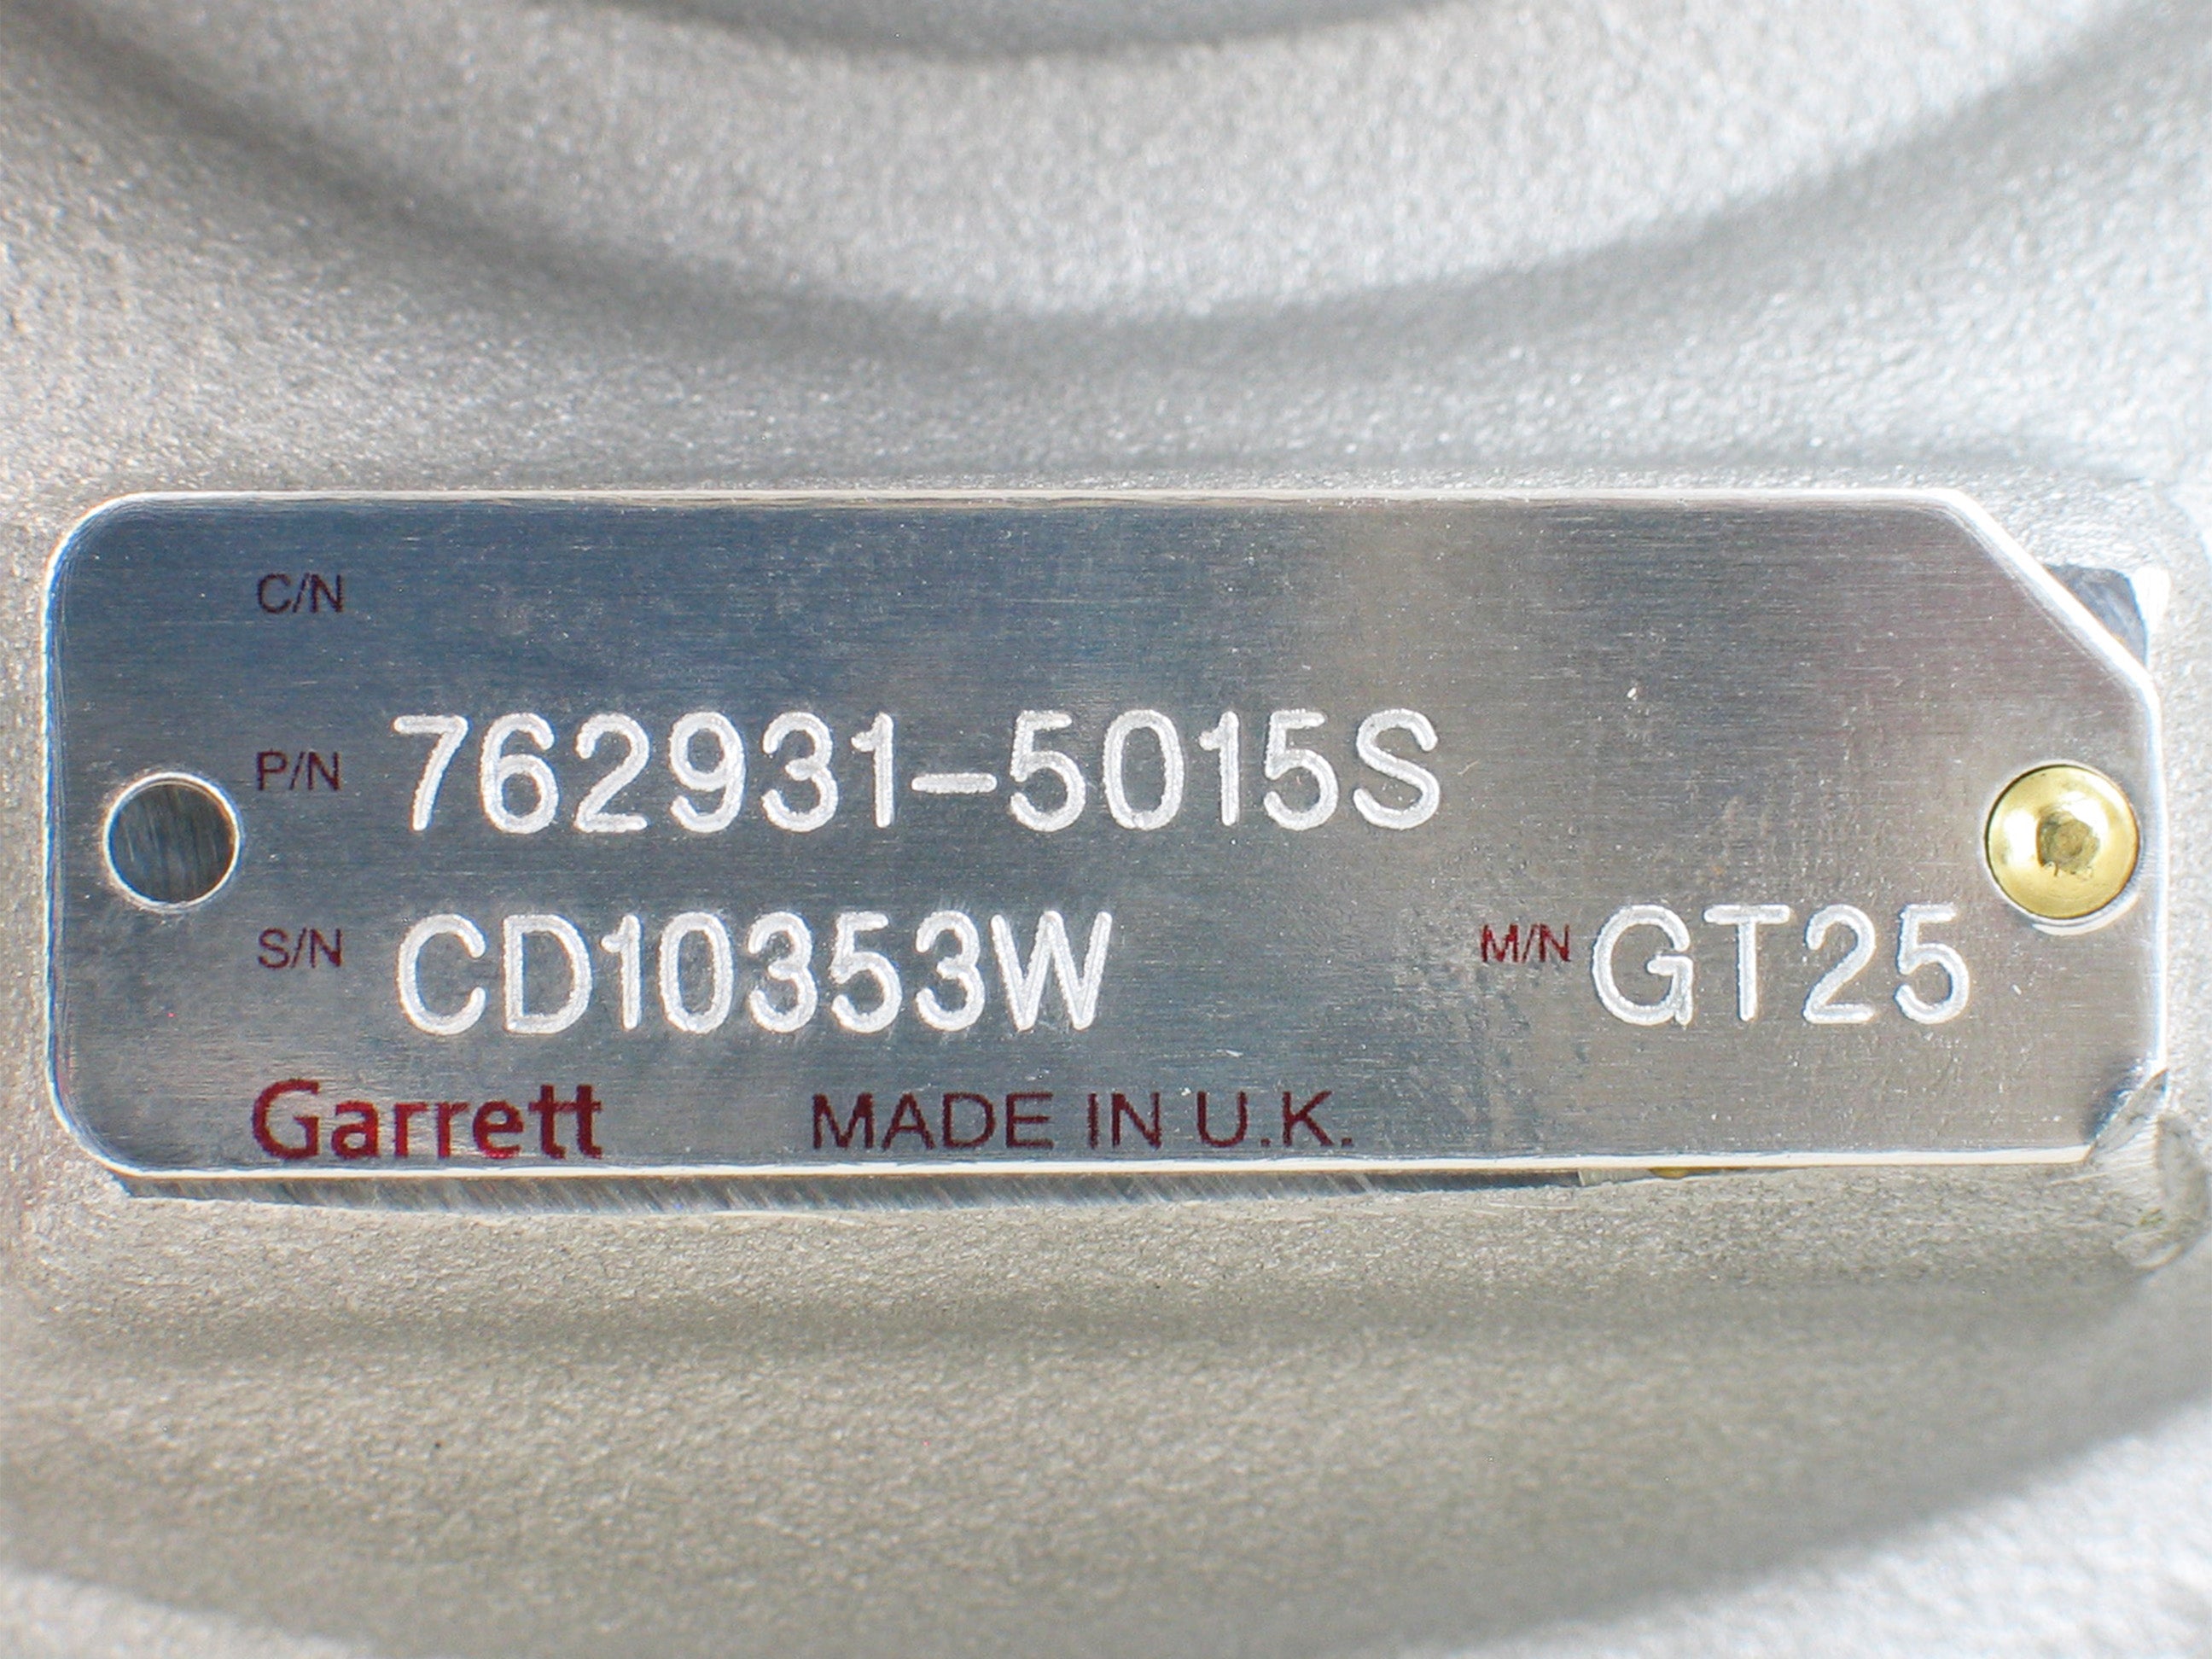 C/N
P/N 762931-5015S
S/N CD10353W M/N GT25
Garrett MADE IN U.K.